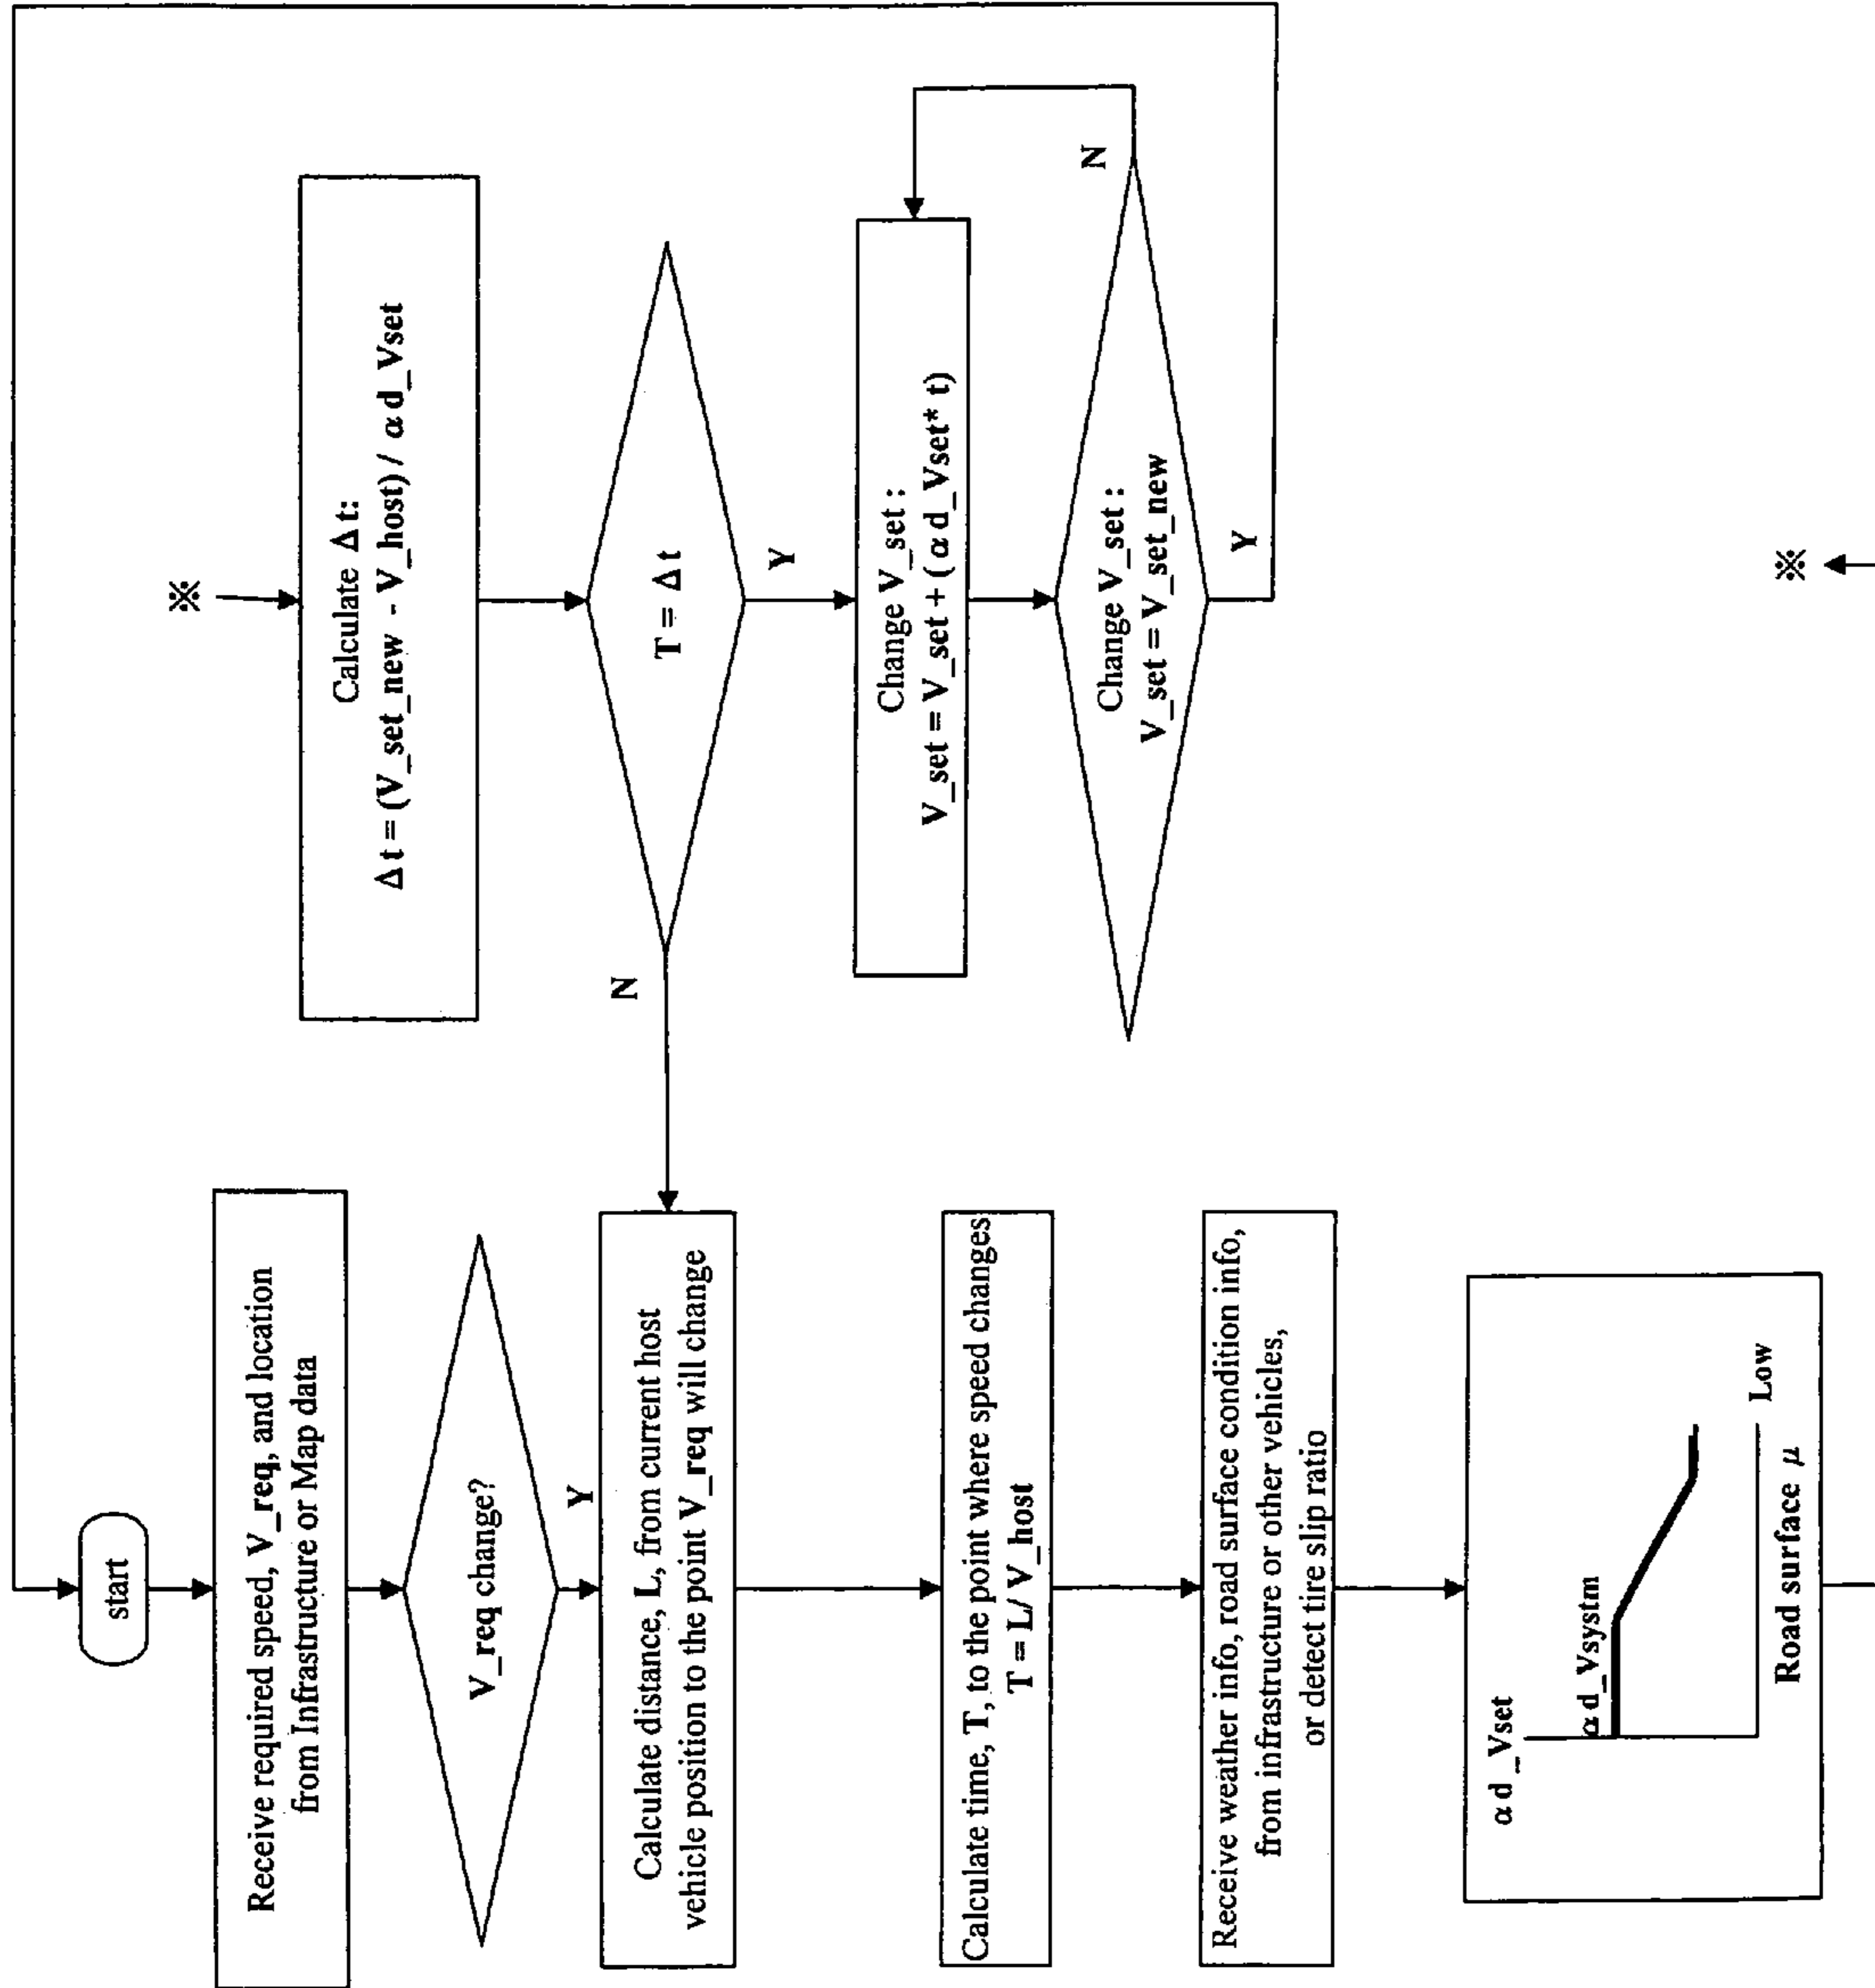 start
Receive required speed, V_req, and location
from Infrastructure or Map data
V_req change?
Y
Calculate distance, L, from current host
vehicle position to the point V_req will change
Calculate time, T, to the point where speed changes
T = L/ V_host
Receive weather info, road surface condition info,
from infrastructure or other vehicles,
or detect tire slip ratio
α d_Vset
α d_Vsystm
Low
Road surface μ
※
※
Calculate Δt:
Δt = (V_set_new - V_host) / α d_Vset
T = Δt
N
Y
Change V_set :
V_set = V_set + ( α d_Vset* t)
Change V_set :
V_set = V_set_new
N
Y